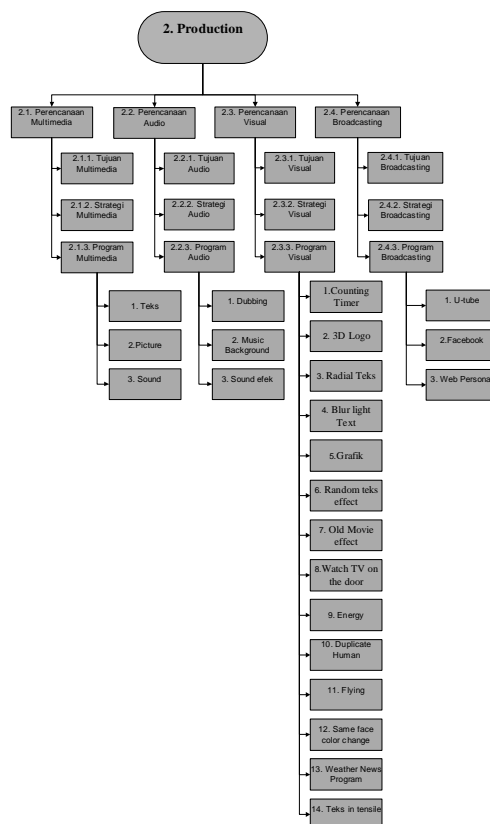 2. Production
2.1. Perencanaan
Multimedia
2.2. Perencanaan
Audio
2.3. Perencanaan
Visual
2.4. Perencanaan
Broadcasting
2.1.1. Tujuan
Multimedia
2.2.1. Tujuan
Audio
2.3.1. Tujuan
Visual
2.4.1. Tujuan
Broadcasting
2.1.2. Strategi
Multimedia
2.2.2. Strategi
Audio
2.3.2. Strategi
Visual
2.4.2. Strategi
Broadcasting
2.1.3. Program
Multimedia
2.2.3. Program
Audio
2.3.3. Program
Visual
2.4.3. Program
Broadcasting
1. Teks
2.Picture
3. Sound
1. Dubbing
2. Music
Background
3. Sound efek
1.Counting
Timer
2. 3D Logo
3. Radial Teks
4. Blur light
Text
5.Grafik
6. Random teks
effect
7. Old Movie
effect
8.Watch TV on
the door
9. Energy
10. Duplicate
Human
11. Flying
12. Same face
color change
13. Weather News
Program
14. Teks in tensile
1. U-tube
2.Facebook
3. Web Persona